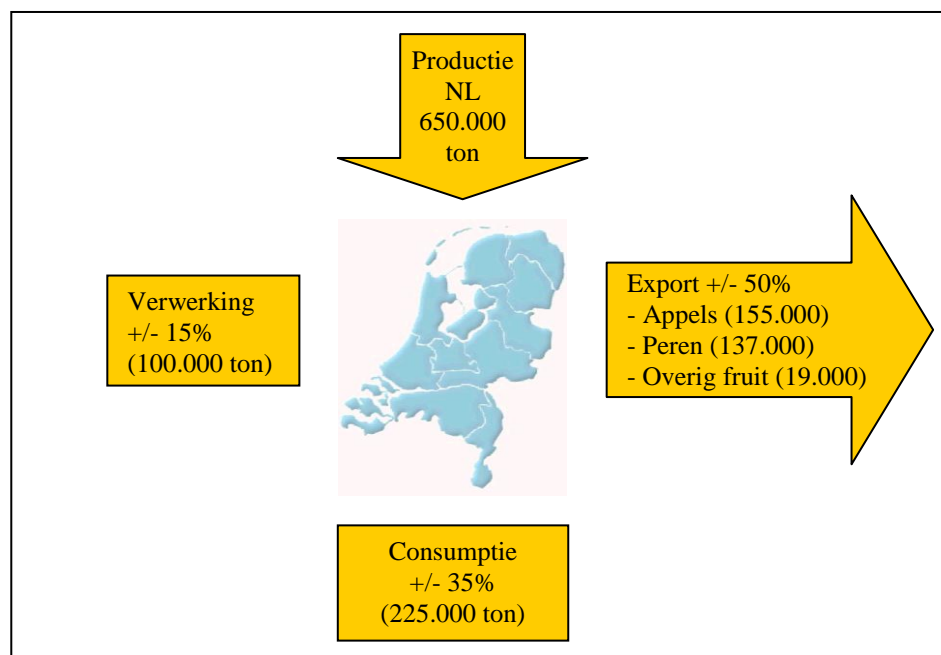 Productie
NL
650.000
ton
Verwerking
+/- 15%
(100.000 ton)
Export +/- 50%
- Appels (155.000)
- Peren (137.000)
- Overig fruit (19.000)
Consumptie
+/- 35%
(225.000 ton)